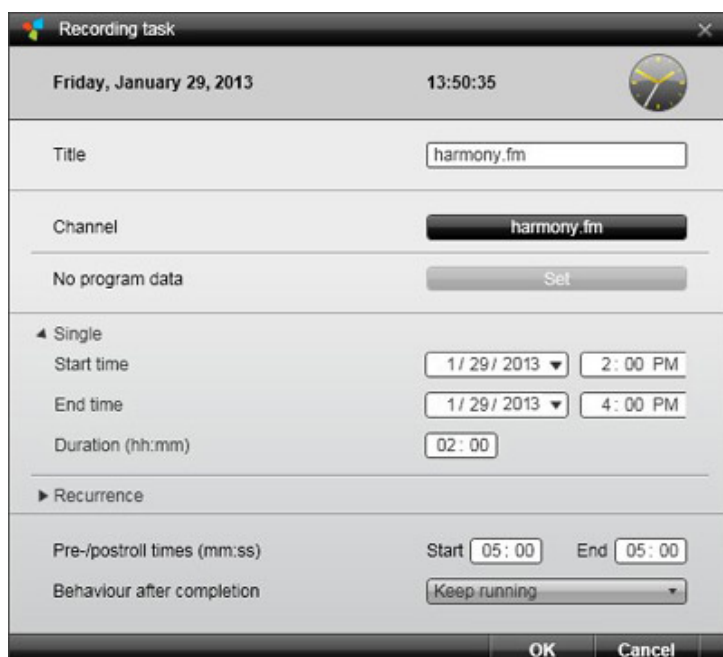 Recording task
Friday, January 29, 2013 13:50:35
Title harmony.fm
Channel harmony.fm
No program data Set
Single
Start time 1/ 29/ 2013 2: 00 PM
End time 1/ 29/ 2013 4: 00 PM
Duration (hh:mm) 02: 00
Recurrence
Pre-/postroll times (mm:ss) Start 05: 00 End 05: 00
Behaviour after completion Keep running
OK Cancel